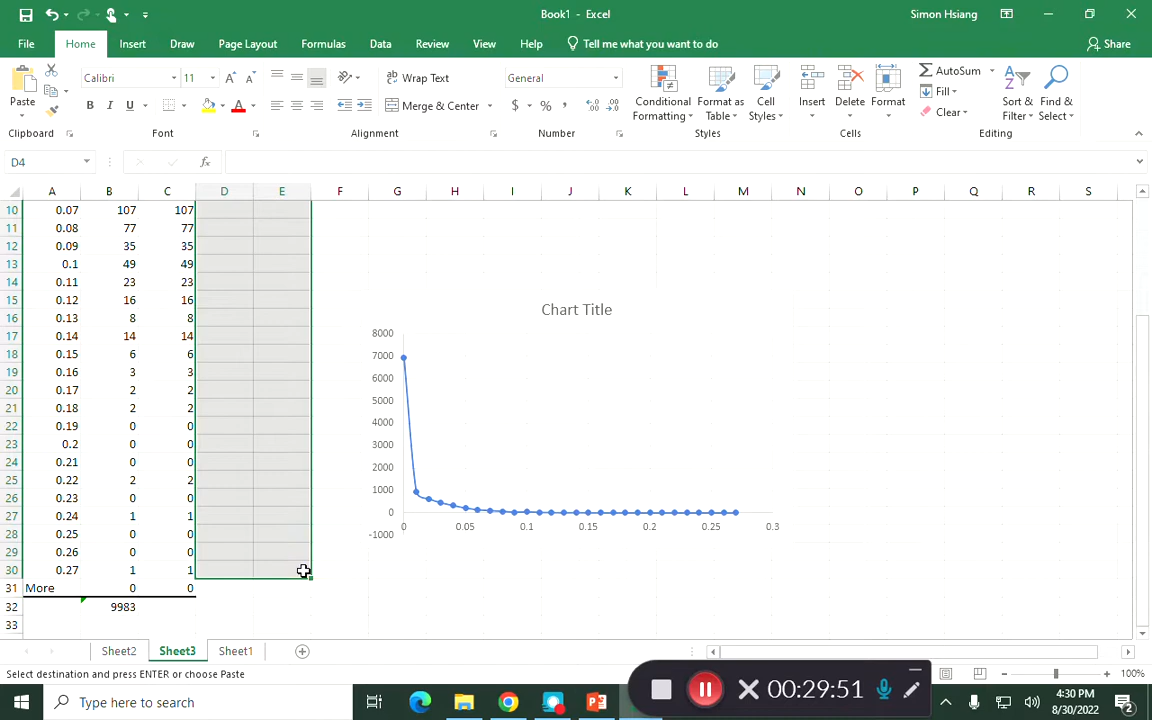 Book1 - Excel
Simon Hsiang
File Home Insert Draw Page Layout Formulas Data Review View Help Tell me what you want to do Share
Paste
Calibri 11
B I U A
Wrap Text
Merge & Center
General
$ % ,
Conditional Formatting
Format as Table
Cell Styles
Insert
Delete
Format
AutoSum
Fill
Clear
Sort & Filter
Find & Select
Clipboard Font Alignment Number Styles Cells Editing
D4
fx
A B C D E F G H I J K L M N O P Q R S
10 0.07 107 107
11 0.08 77 77
12 0.09 35 35
13 0.1 49 49
14 0.11 23 23
15 0.12 16 16
16 0.13 8 8
17 0.14 14 14
18 0.15 6 6
19 0.16 3 3
20 0.17 2 2
21 0.18 2 2
22 0.19 0 0
23 0.2 0 0
24 0.21 0 0
25 0.22 2 2
26 0.23 0 0
27 0.24 1 1
28 0.25 0 0
29 0.26 0 0
30 0.27 1 1
31 More 0 0
32 9983
33
Chart Title
8000
7000
6000
5000
4000
3000
2000
1000
0
-1000
0 0.05 0.1 0.15 0.2 0.25 0.3
Sheet2 Sheet3 Sheet1
Select destination and press ENTER or choose Paste
100%
00:29:51
Type here to search
4:30 PM
8/30/2022
2